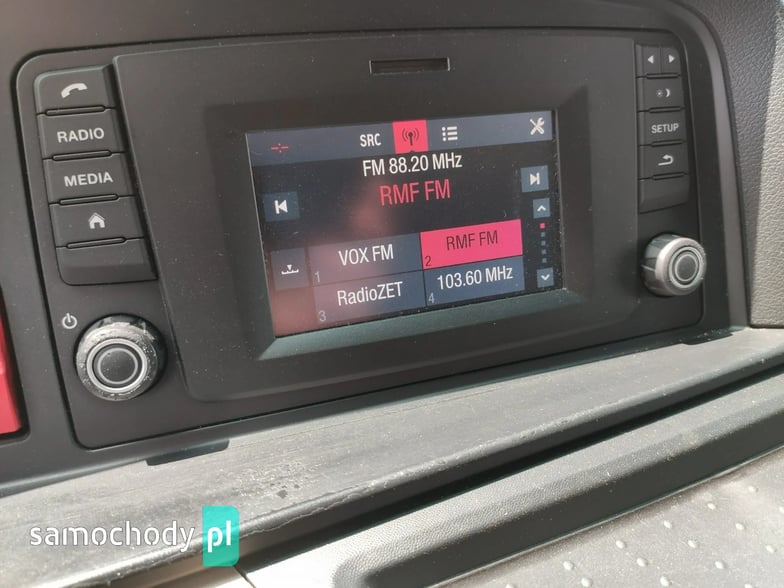 RADIO
MEDIA
SRC
FM 88.20 MHz
RMF FM
1 VOX FM
2 RMF FM
3 RadioZET
4 103.60 MHz
SETUP
samochody pl